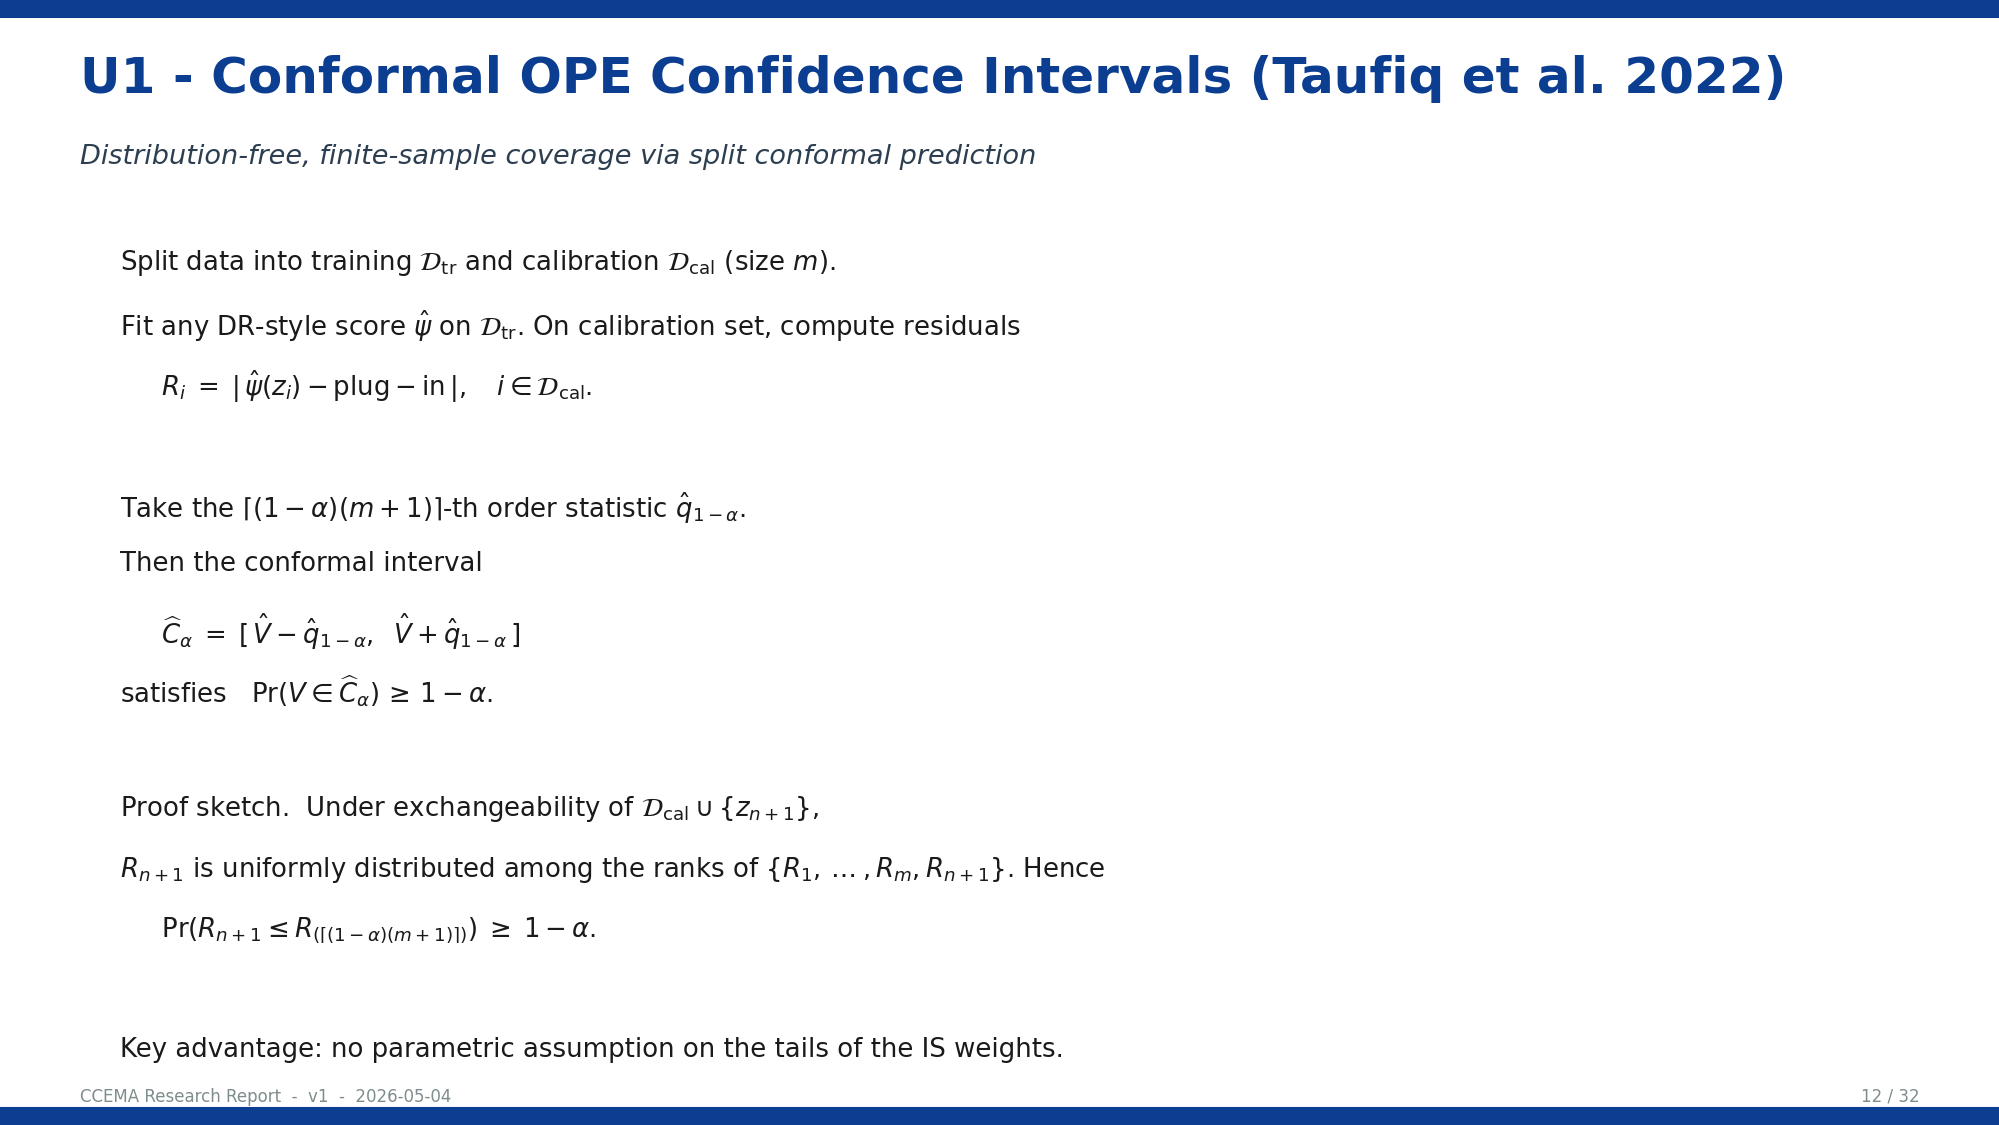 U1 - Conformal OPE Confidence Intervals (Taufiq et al. 2022)
Distribution-free, finite-sample coverage via split conformal prediction
Split data into training 𝒟_tr and calibration 𝒟_cal (size m).
Fit any DR-style score ψ̂ on 𝒟_tr. On calibration set, compute residuals
R_i = | ψ̂(z_i) − plug − in |, i ∈ 𝒟_cal.
Take the ⌈(1 − α)(m + 1)⌉-th order statistic q̂_{1 − α}.
Then the conformal interval
Ĉ_α = [ V̂ − q̂_{1 − α}, V̂ + q̂_{1 − α} ]
satisfies Pr(V ∈ Ĉ_α) ≥ 1 − α.
Proof sketch. Under exchangeability of 𝒟_cal ∪ {z_{n + 1}},
R_{n + 1} is uniformly distributed among the ranks of {R_1, … , R_m, R_{n + 1}}. Hence
Pr(R_{n + 1} ≤ R_{(⌈(1 − α)(m + 1)⌉)}) ≥ 1 − α.
Key advantage: no parametric assumption on the tails of the IS weights.
CCEMA Research Report - v1 - 2026-05-04
12 / 32